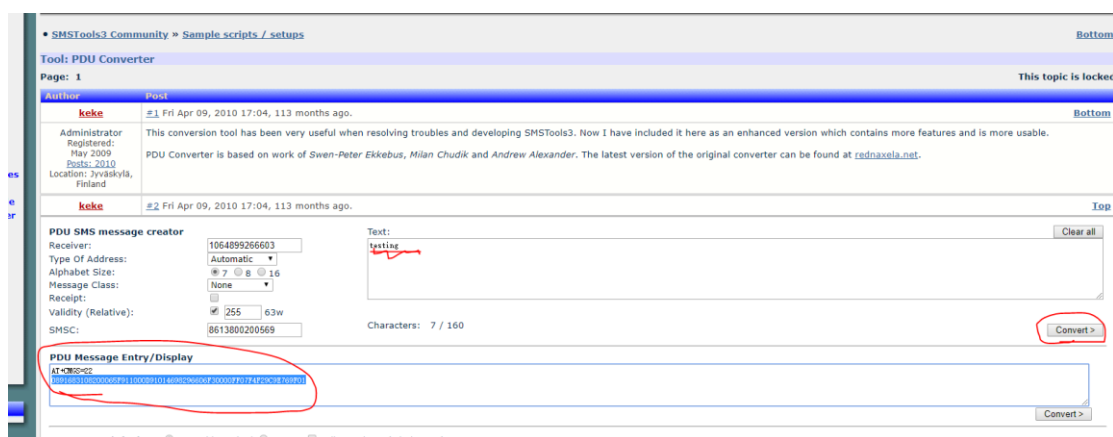 • SMSTools3 Community » Sample scripts / setups Bottom
Tool: PDU Converter
Page: 1 This topic is locked
Author Post
keke #1 Fri Apr 09, 2010 17:04, 113 months ago. Bottom
Administrator
Registered:
May 2009
Posts: 2010
Location: Jyväskylä,
Finland
This conversion tool has been very useful when resolving troubles and developing SMSTools3. Now I have included it here as an enhanced version which contains more features and is more usable.
PDU Converter is based on work of Swen-Peter Ekkebus, Milan Chudik and Andrew Alexander. The latest version of the original converter can be found at rednaxela.net.
es
e
er
keke #2 Fri Apr 09, 2010 17:04, 113 months ago. Top
PDU SMS message creator
Receiver: 1064899266603
Type Of Address: Automatic
Alphabet Size: 7 8 16
Message Class: None
Receipt:
Validity (Relative): 255 63w
SMSC: 8613800200569
Text: Clear all
testing
Characters: 7 / 160 Convert >
PDU Message Entry/Display
AT+CMGS=22
Convert >